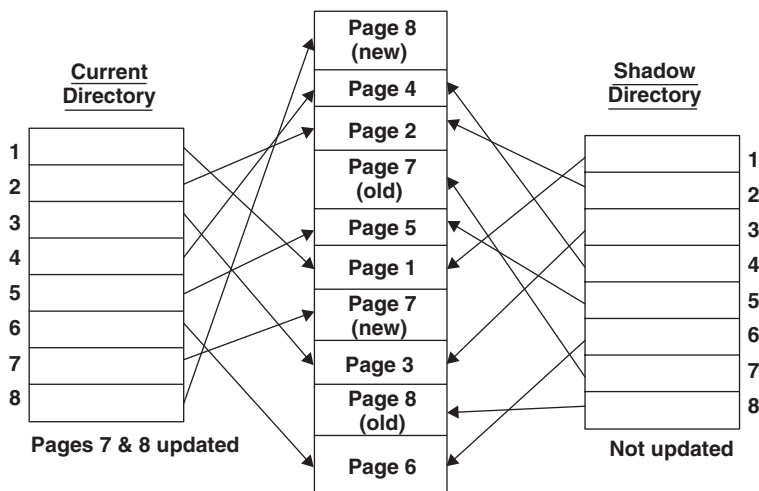 Current
Directory
1
2
3
4
5
6
7
8
Pages 7 & 8 updated
Page 8
(new)
Page 4
Page 2
Page 7
(old)
Page 5
Page 1
Page 7
(new)
Page 3
Page 8
(old)
Page 6
Shadow
Directory
1
2
3
4
5
6
7
8
Not updated